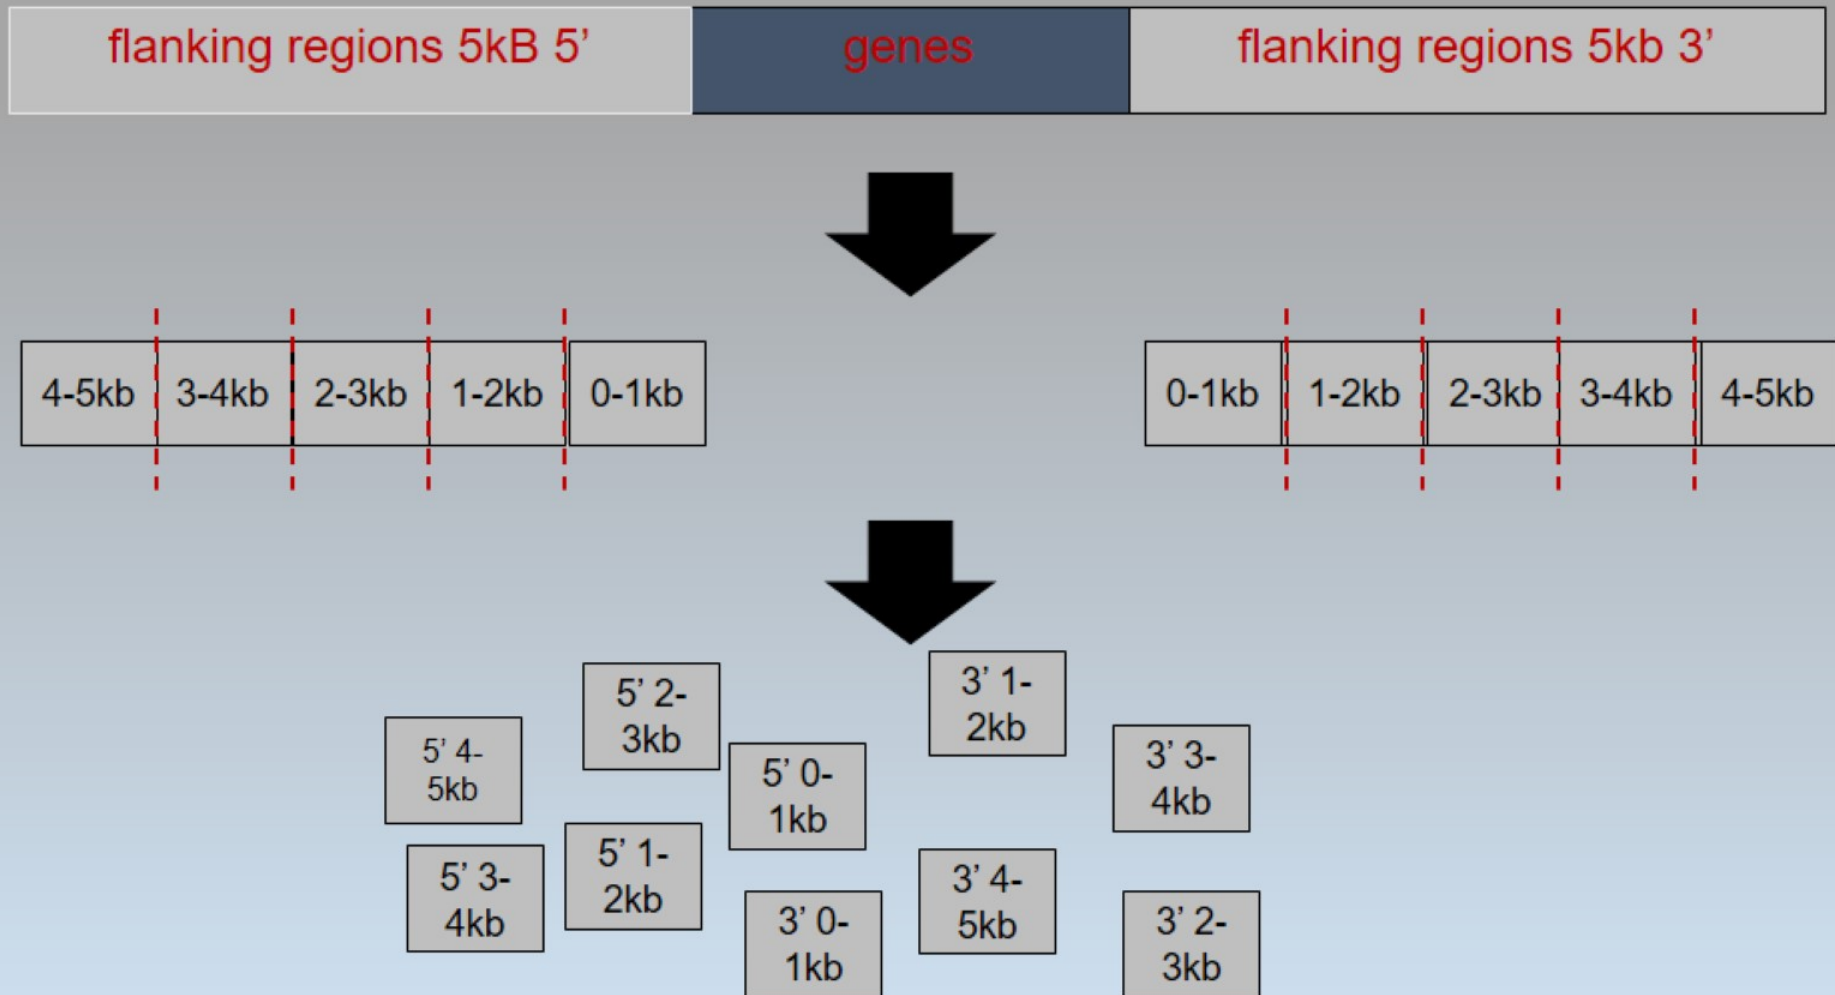 flanking regions 5kB 5’
genes
flanking regions 5kb 3’
4-5kb
3-4kb
2-3kb
1-2kb
0-1kb
0-1kb
1-2kb
2-3kb
3-4kb
4-5kb
5’ 4-
5kb
5’ 2-
3kb
5’ 0-
1kb
3’ 1-
2kb
3’ 3-
4kb
5’ 3-
4kb
5’ 1-
2kb
3’ 0-
1kb
3’ 4-
5kb
3’ 2-
3kb